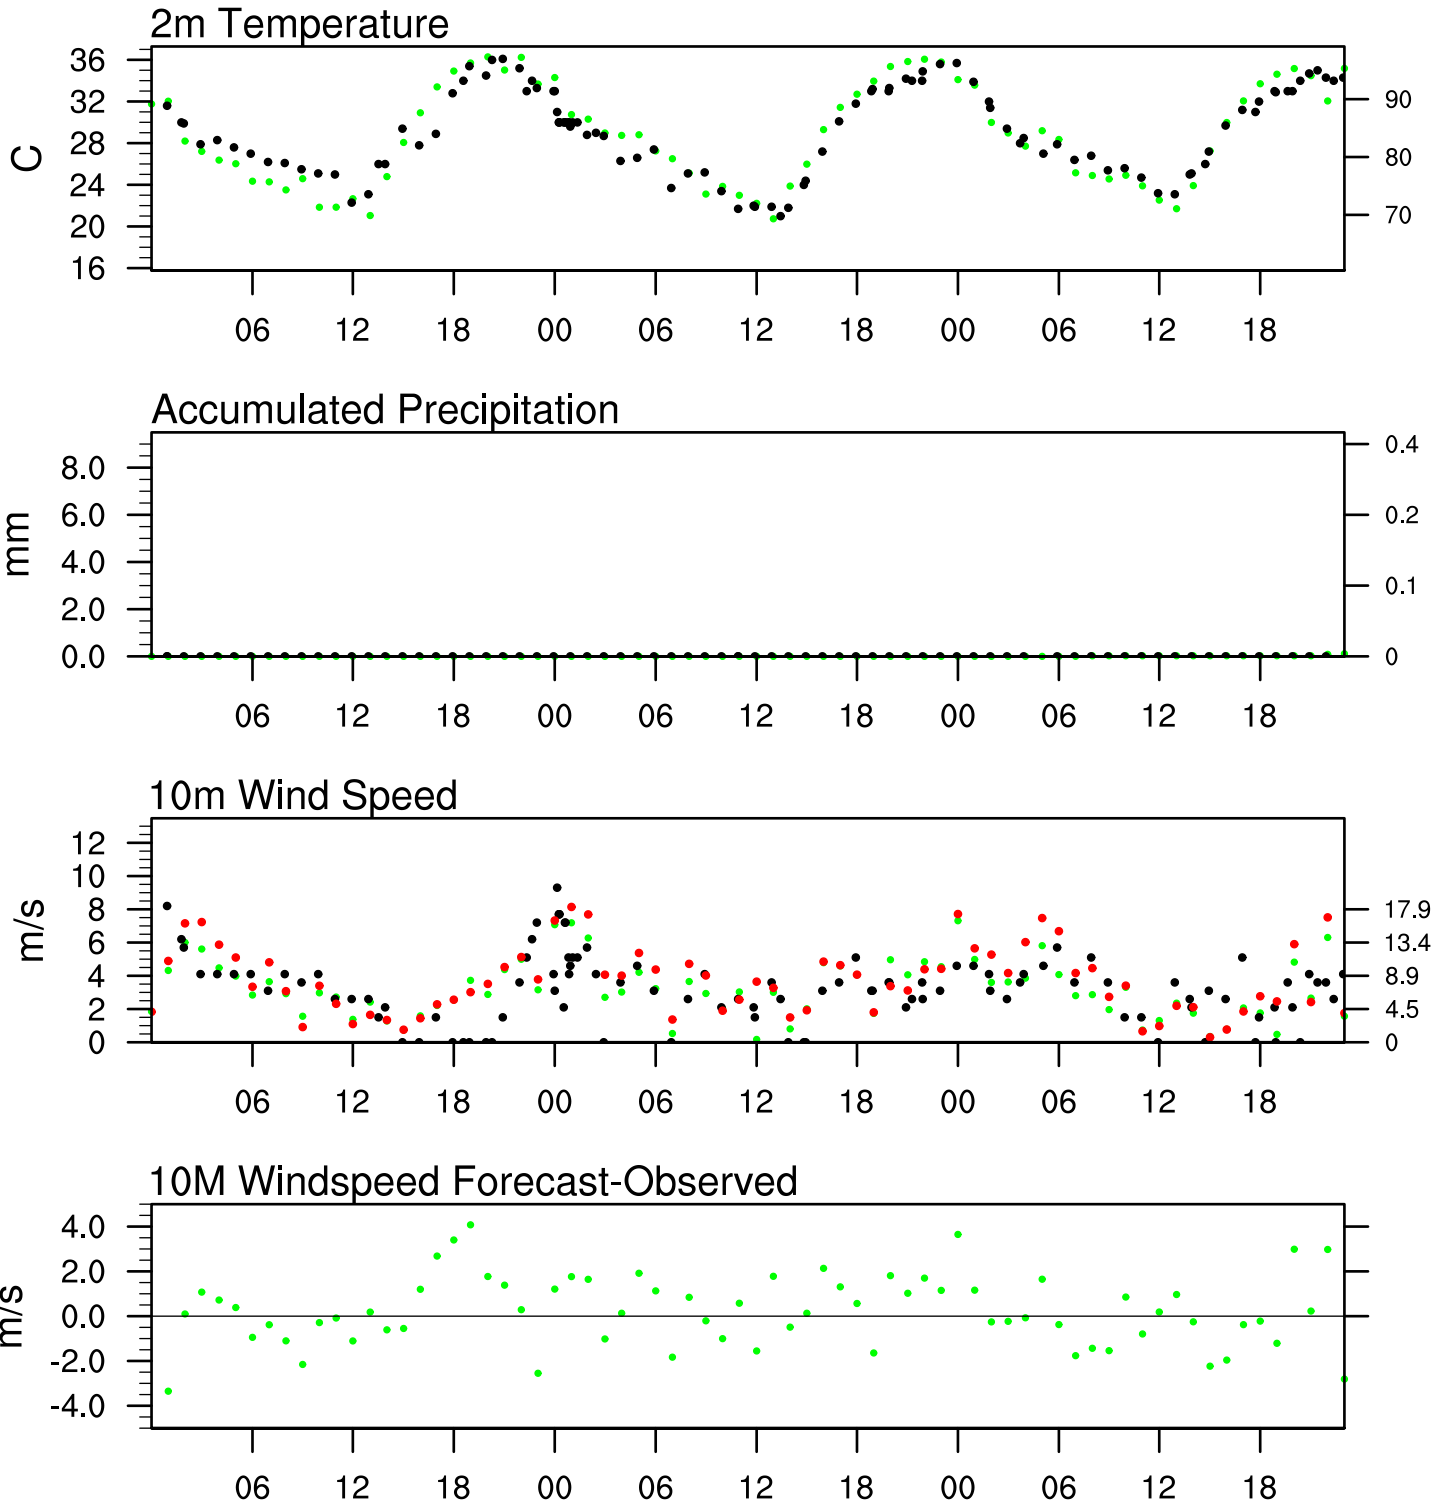 2m Temperature
C
36
32
28
24
20
16
90
80
70
06 12 18 00 06 12 18 00 06 12 18
Accumulated Precipitation
mm
8.0
6.0
4.0
2.0
0.0
0.4
0.2
0.1
0
06 12 18 00 06 12 18 00 06 12 18
10m Wind Speed
m/s
12
10
8
6
4
2
0
17.9
13.4
8.9
4.5
0
06 12 18 00 06 12 18 00 06 12 18
10M Windspeed Forecast-Observed
m/s
4.0
2.0
0.0
-2.0
-4.0
06 12 18 00 06 12 18 00 06 12 18